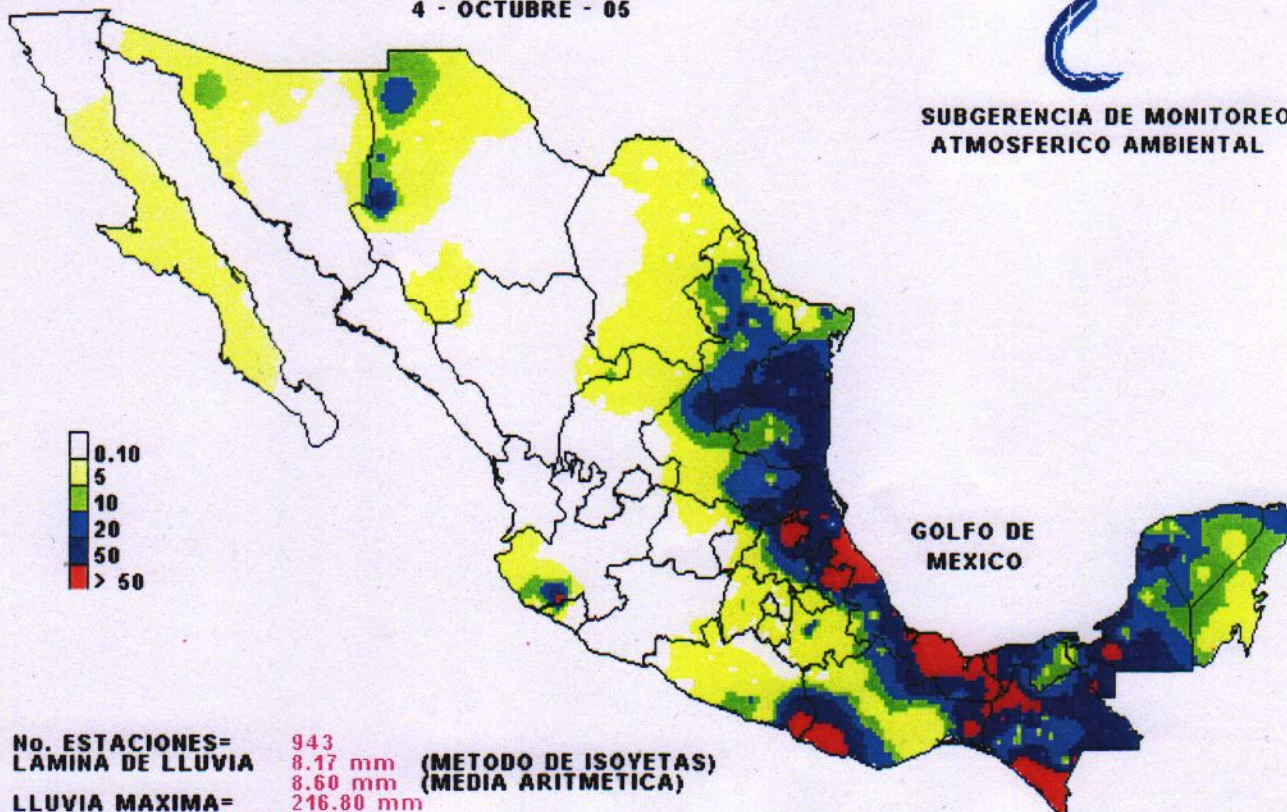 4 - OCTUBRE - 05
SUBGERENCIA DE MONITOREO
ATMOSFERICO AMBIENTAL
0.10
5
10
20
50
> 50
GOLFO DE
MEXICO
No. ESTACIONES= 943
LAMINA DE LLUVIA 8.17 mm (METODO DE ISOYETAS)
8.60 mm (MEDIA ARITMETICA)
LLUVIA MAXIMA= 216.80 mm